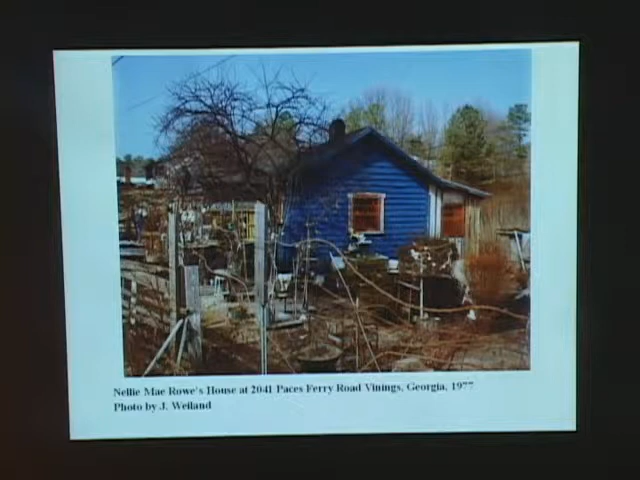 Nellie Mae Rowe's House at 2041 Paces Ferry Road Vinings, Georgia, 1977
Photo by J. Weiland